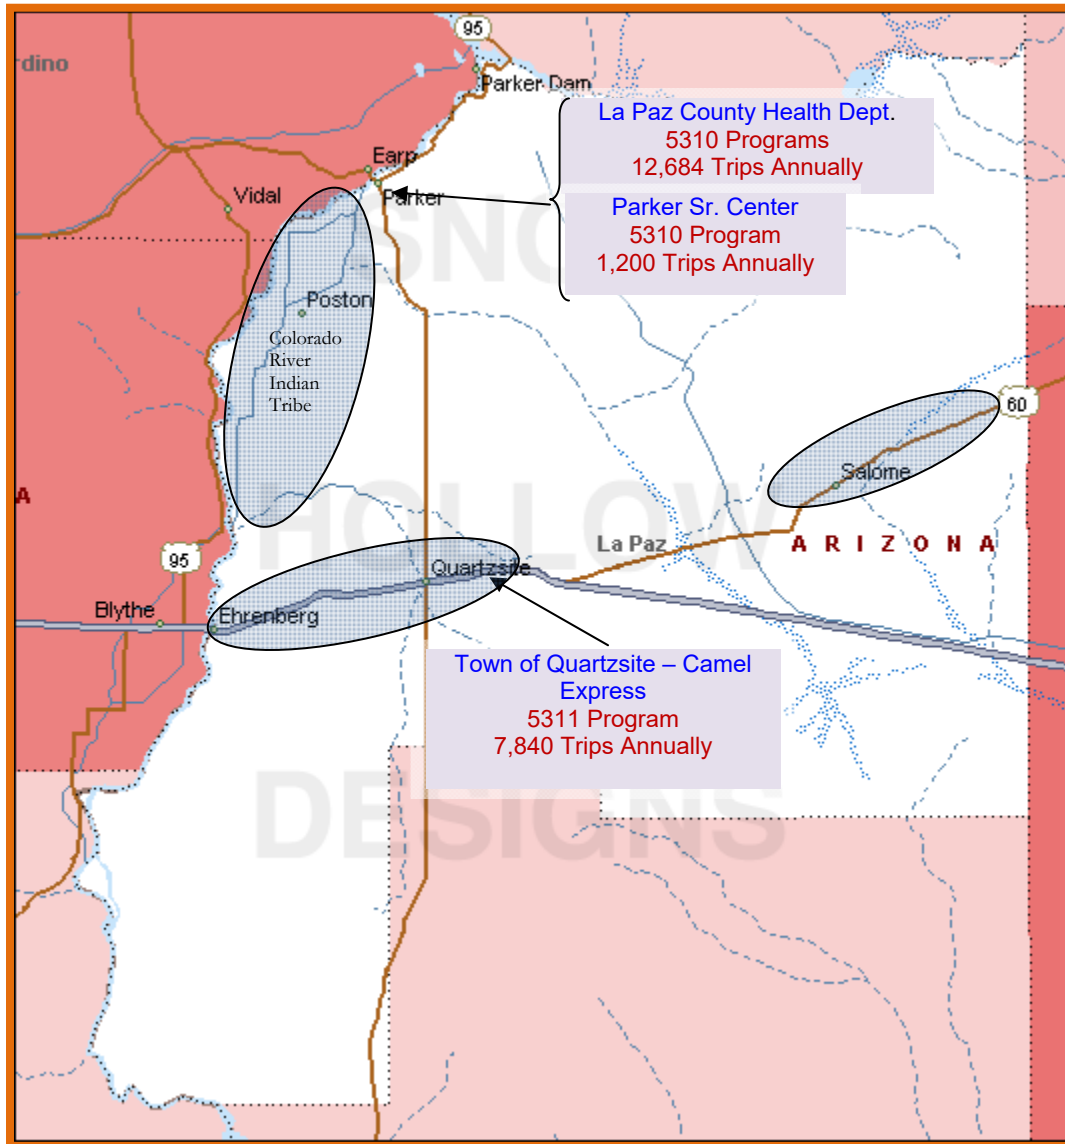 95
rdino
Parker Dam
La Paz County Health Dept.
5310 Programs
12,684 Trips Annually
Earp
Vidal
Parker
Parker Sr. Center
5310 Program
1,200 Trips Annually
SNO
Poston
Colorado
River
Indian
Tribe
60
Salome
A
HOLLOW
La Paz
ARIZONA
95
Quartzsite
Blythe
Ehrenberg
Town of Quartzsite – Camel
Express
5311 Program
7,840 Trips Annually
DESIGNS